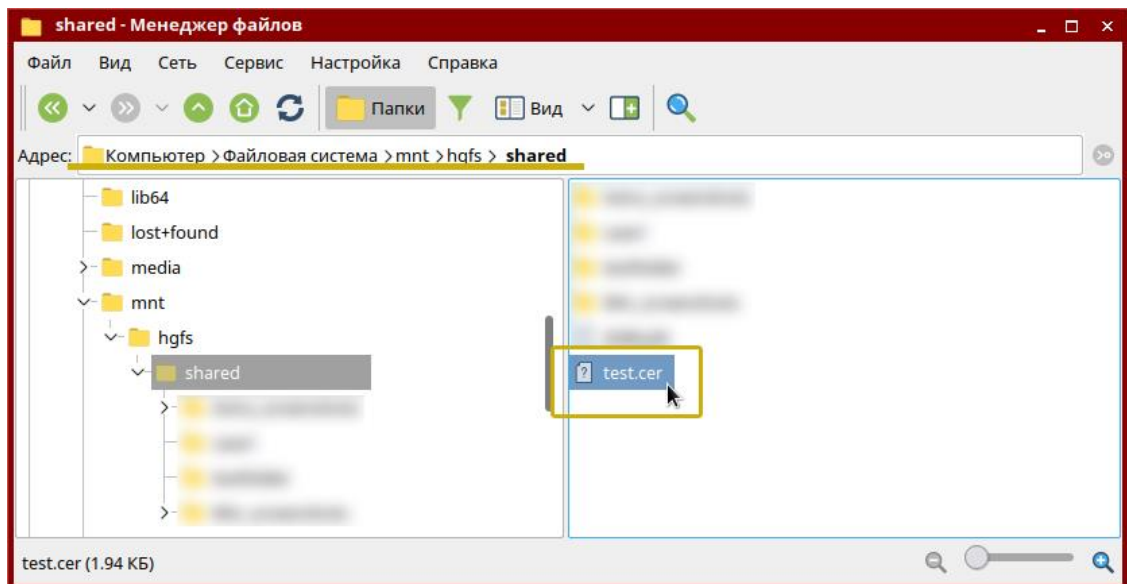 shared - Менеджер файлов
Файл Вид Сеть Сервис Настройка Справка
Папки Вид
Адрес: Компьютер > Файловая система > mnt > hgfs > shared
lib64
lost+found
media
mnt
hgfs
shared
test.cer
test.cer (1.94 КБ)